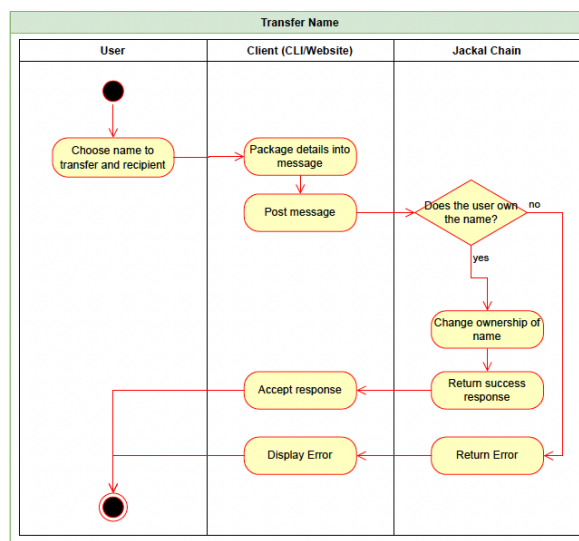 Transfer Name
User
Client (CLI/Website)
Jackal Chain
Choose name to
transfer and recipient
Package details into
message
Post message
Does the user own
the name?
no
yes
Change ownership of
name
Return success
response
Accept response
Return Error
Display Error